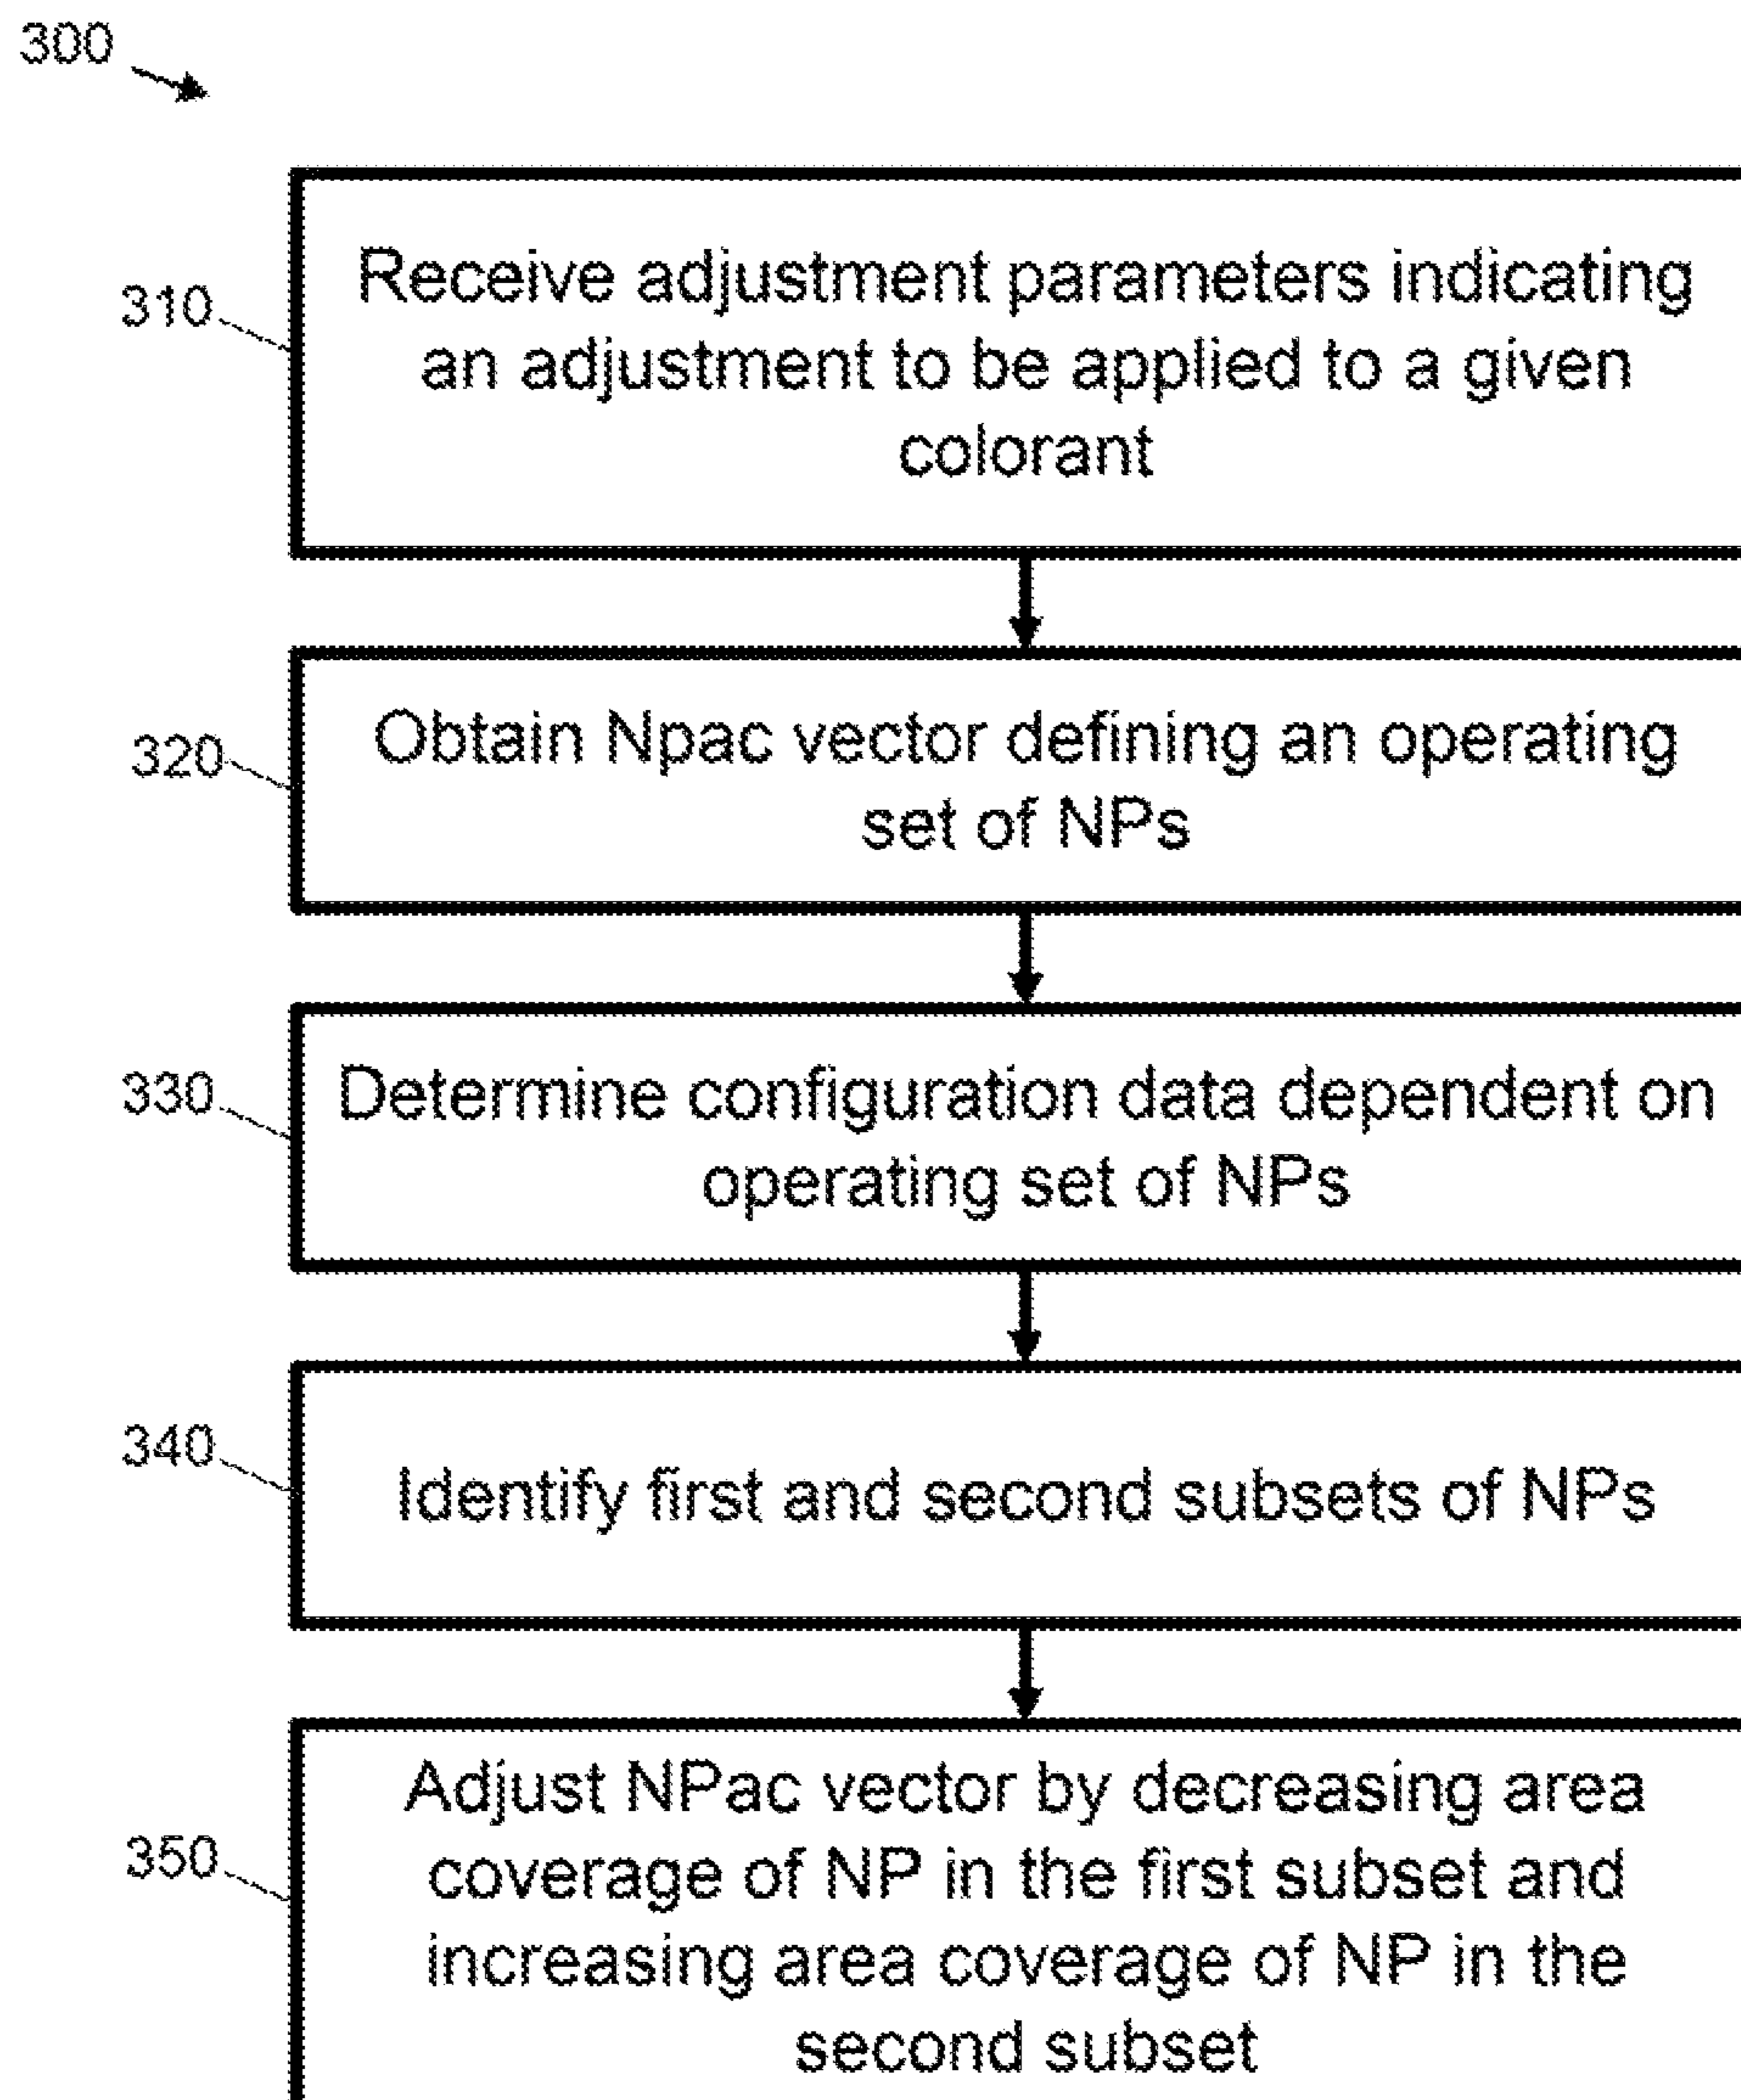 300
310
Receive adjustment parameters indicating
an adjustment to be applied to a given
colorant
320
Obtain Npac vector defining an operating
set of NPs
330
Determine configuration data dependent on
operating set of NPs
340
Identify first and second subsets of NPs
350
Adjust NPac vector by decreasing area
coverage of NP in the first subset and
increasing area coverage of NP in the
second subset